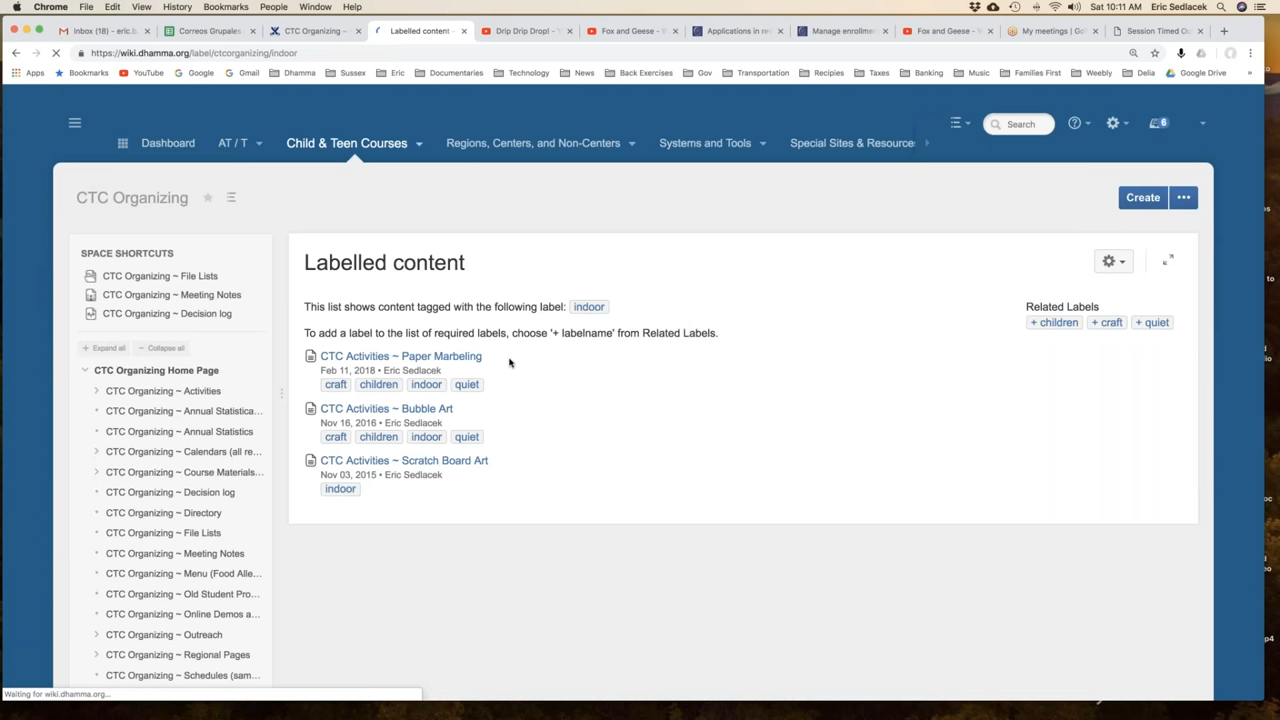 Chrome File Edit View History Bookmarks People Window Help Sat 10:11 AM Eric Sedlacek
Inbox (18) - eric.b Correos Grupales CTC Organizing ~ Labelled content - Drip Drip Drop! - Y Fox and Geese - W Applications in re Manage enrollme Fox and Geese - W My meetings | Go Session Timed Ou
https://wiki.dhamma.org/label/ctcorganizing/indoor
Apps Bookmarks YouTube Google Gmail Dhamma Sussex Eric Documentaries Technology News Back Exercises Gov Transportation Recipies Taxes Banking Music Families First Weebly Delia Google Drive »
Search 6
Dashboard AT / T Child & Teen Courses Regions, Centers, and Non-Centers Systems and Tools Special Sites & Resource
CTC Organizing Create •••
SPACE SHORTCUTS
CTC Organizing ~ File Lists
CTC Organizing ~ Meeting Notes
CTC Organizing ~ Decision log
Expand all Collapse all
CTC Organizing Home Page
CTC Organizing ~ Activities
CTC Organizing ~ Annual Statistica...
CTC Organizing ~ Annual Statistics
CTC Organizing ~ Calendars (all re...
CTC Organizing ~ Course Materials...
CTC Organizing ~ Decision log
CTC Organizing ~ Directory
CTC Organizing ~ File Lists
CTC Organizing ~ Meeting Notes
CTC Organizing ~ Menu (Food Alle...
CTC Organizing ~ Old Student Pro...
CTC Organizing ~ Online Demos a...
CTC Organizing ~ Outreach
CTC Organizing ~ Regional Pages
CTC Organizing ~ Schedules (sam...
Labelled content
This list shows content tagged with the following label: indoor
To add a label to the list of required labels, choose '+ labelname' from Related Labels.
CTC Activities ~ Paper Marbeling
Feb 11, 2018 • Eric Sedlacek
craft children indoor quiet
CTC Activities ~ Bubble Art
Nov 16, 2016 • Eric Sedlacek
craft children indoor quiet
CTC Activities ~ Scratch Board Art
Nov 03, 2015 • Eric Sedlacek
indoor
Related Labels
+ children + craft + quiet
Waiting for wiki.dhamma.org...